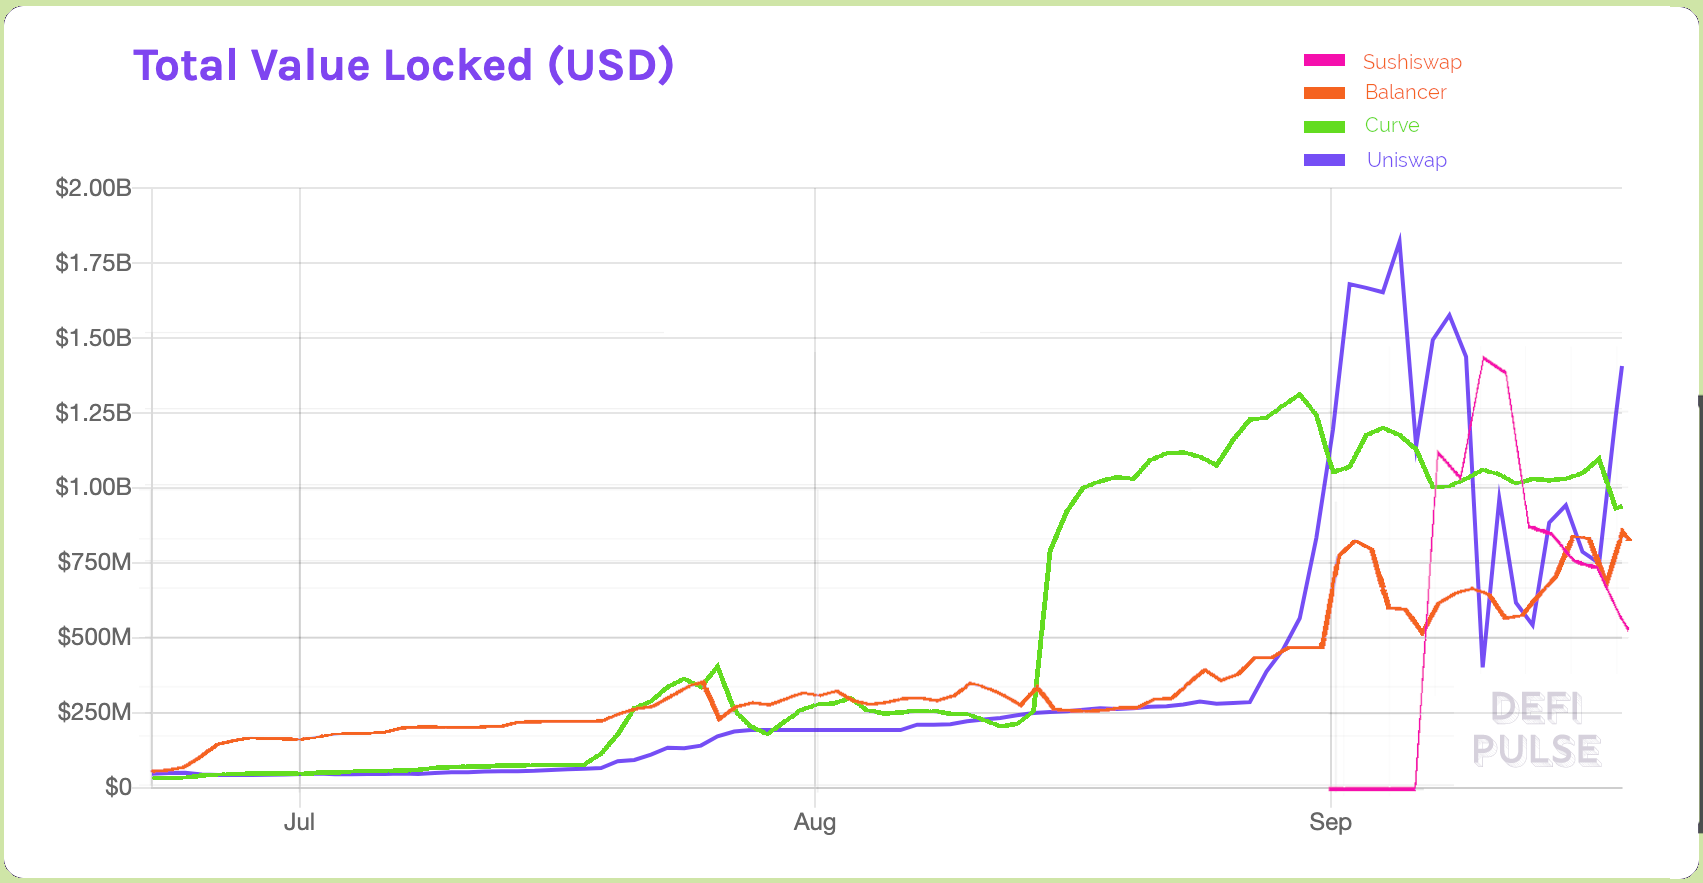 Total Value Locked (USD)
Sushiswap
Balancer
Curve
Uniswap
$2.00B
$1.75B
$1.50B
$1.25B
$1.00B
$750M
$500M
$250M
$0
Jul
Aug
Sep
DEFI
PULSE